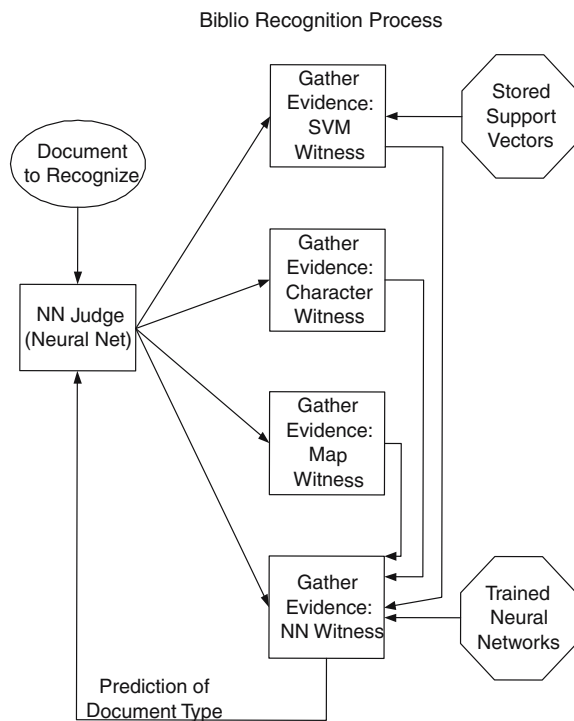 Biblio Recognition Process
Gather
Evidence:
SVM
Witness
Stored
Support
Vectors
Document
to Recognize
Gather
Evidence:
Character
Witness
NN Judge
(Neural Net)
Gather
Evidence:
Map
Witness
Gather
Evidence:
NN Witness
Trained
Neural
Networks
Prediction of
Document Type